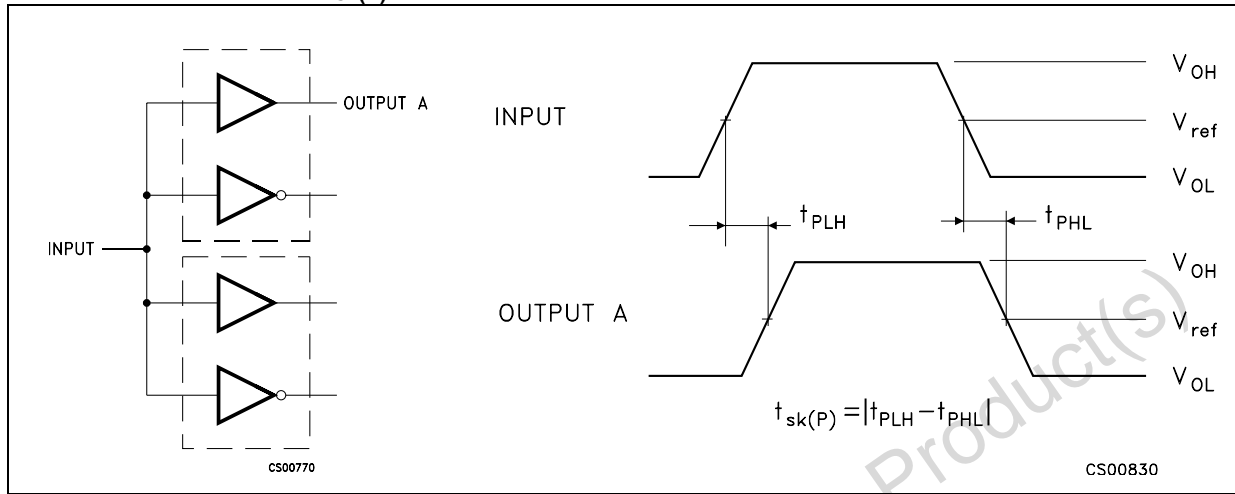 OUTPUT A
INPUT
CS00770
INPUT
V_OH
V_ref
V_OL
t_PLH
t_PHL
OUTPUT A
V_OH
V_ref
V_OL
t_sk(P) =|t_PLH – t_PHL|
CS00830
Product(s)